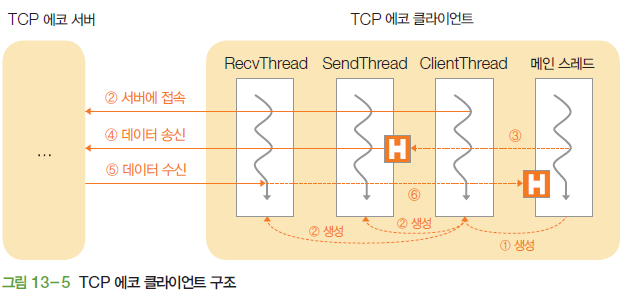 TCP 에코 서버
TCP 에코 클라이언트
RecvThread SendThread ClientThread 메인 스레드
② 서버에 접속
④ 데이터 송신
H
③
...
⑤ 데이터 수신
H
⑥
② 생성
② 생성
① 생성
그림 13-5 TCP 에코 클라이언트 구조